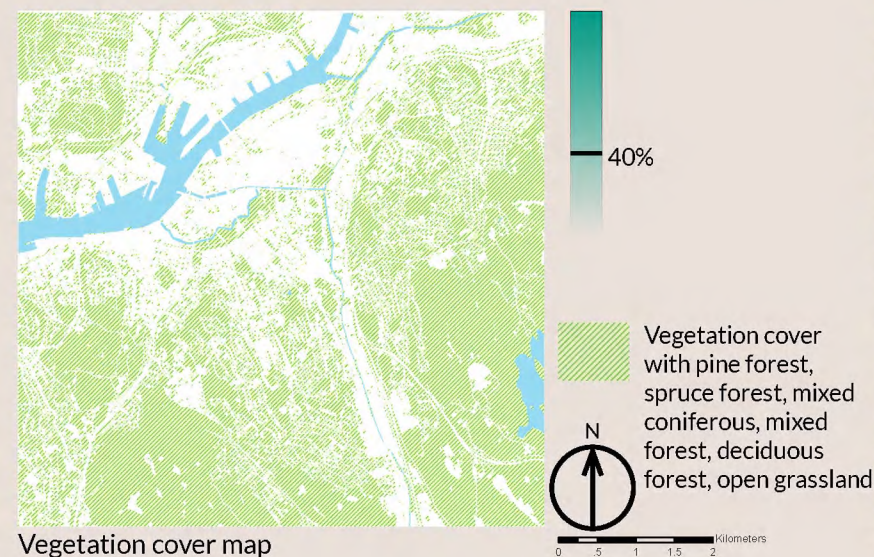 40%
Vegetation cover
with pine forest,
spruce forest, mixed
coniferous, mixed
forest, deciduous
forest, open grassland
N
Kilometers
0 .5 1 1.5 2
Vegetation cover map